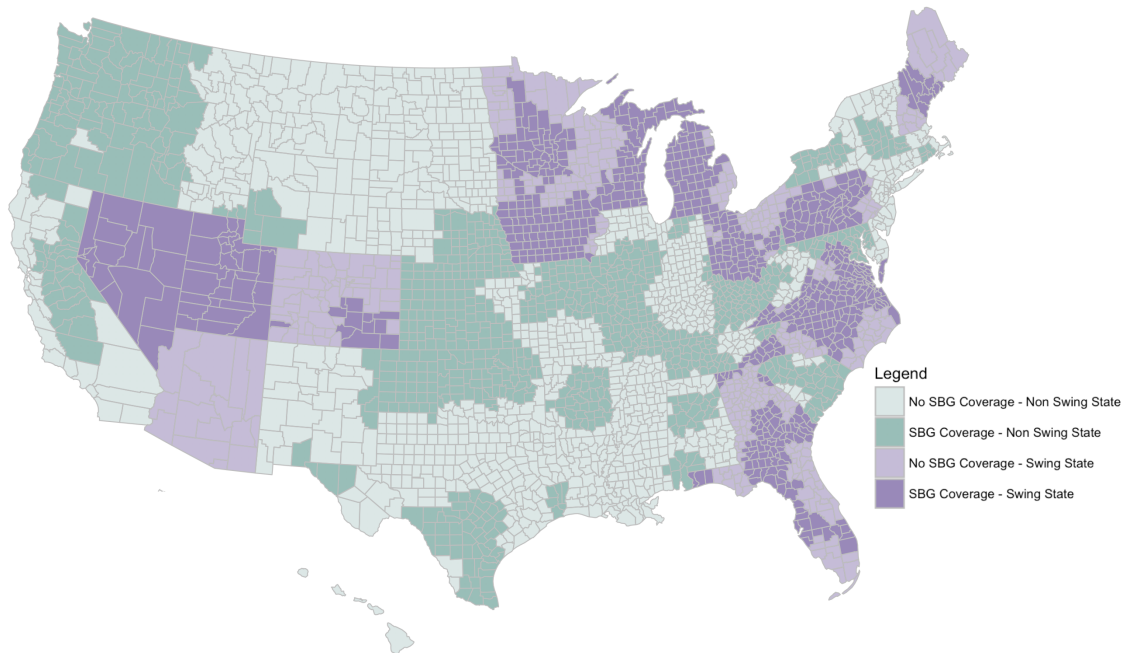 Legend
No SBG Coverage - Non Swing State
SBG Coverage - Non Swing State
No SBG Coverage - Swing State
SBG Coverage - Swing State